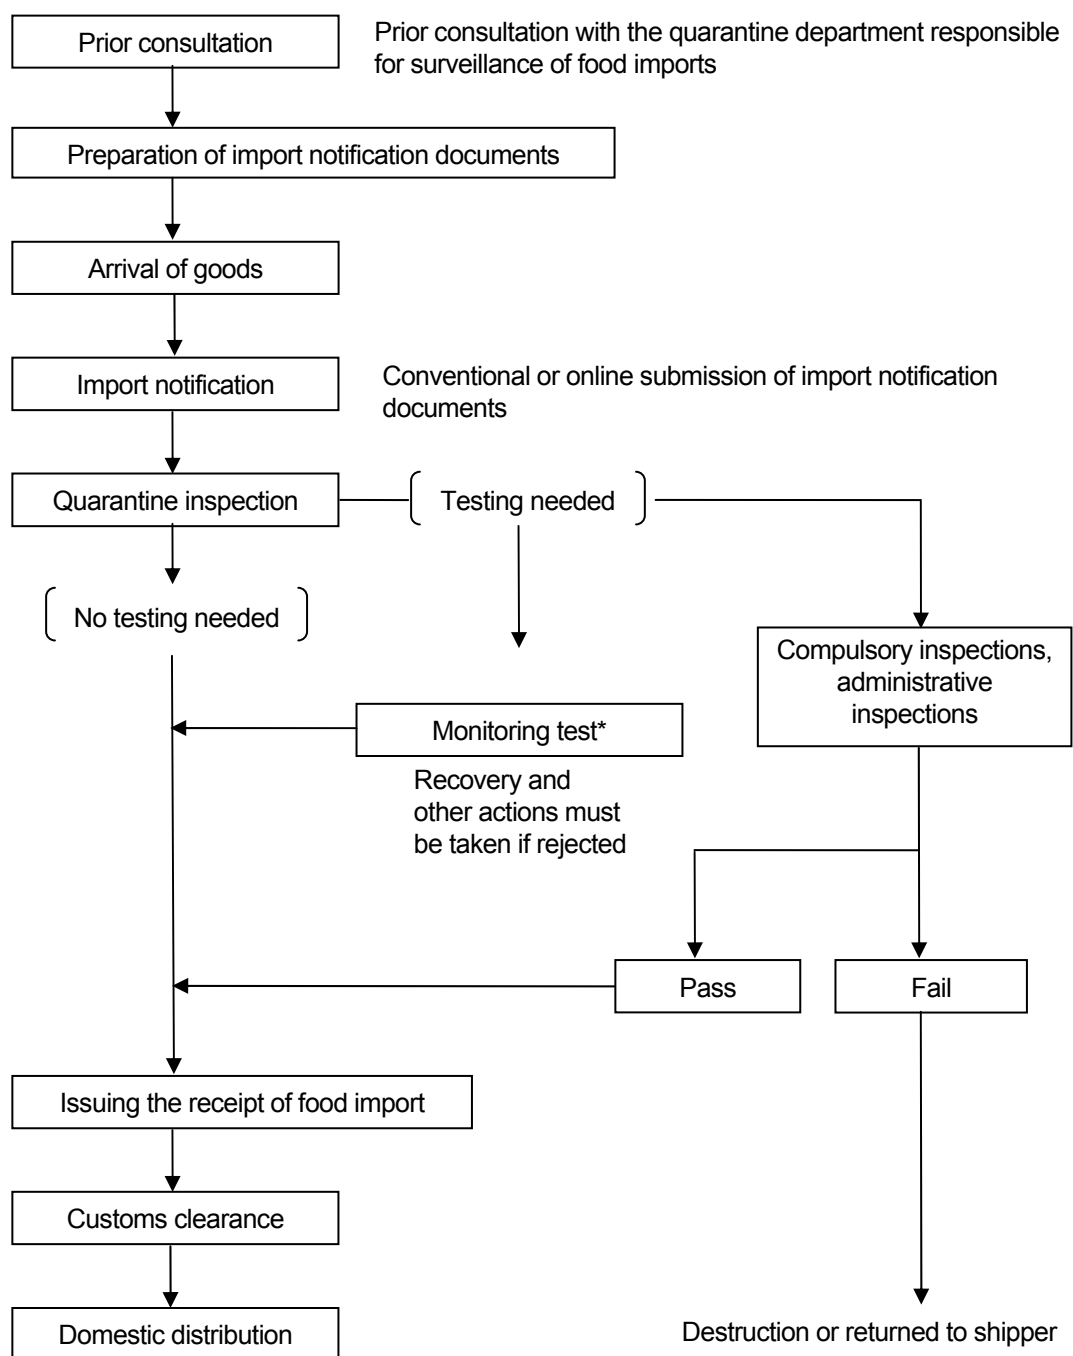 Prior consultation
Prior consultation with the quarantine department responsible
for surveillance of food imports
Preparation of import notification documents
Arrival of goods
Import notification
Conventional or online submission of import notification
documents
Quarantine inspection
Testing needed
No testing needed
Compulsory inspections,
administrative
inspections
Monitoring test*
Recovery and
other actions must
be taken if rejected
Pass
Fail
Issuing the receipt of food import
Customs clearance
Domestic distribution
Destruction or returned to shipper